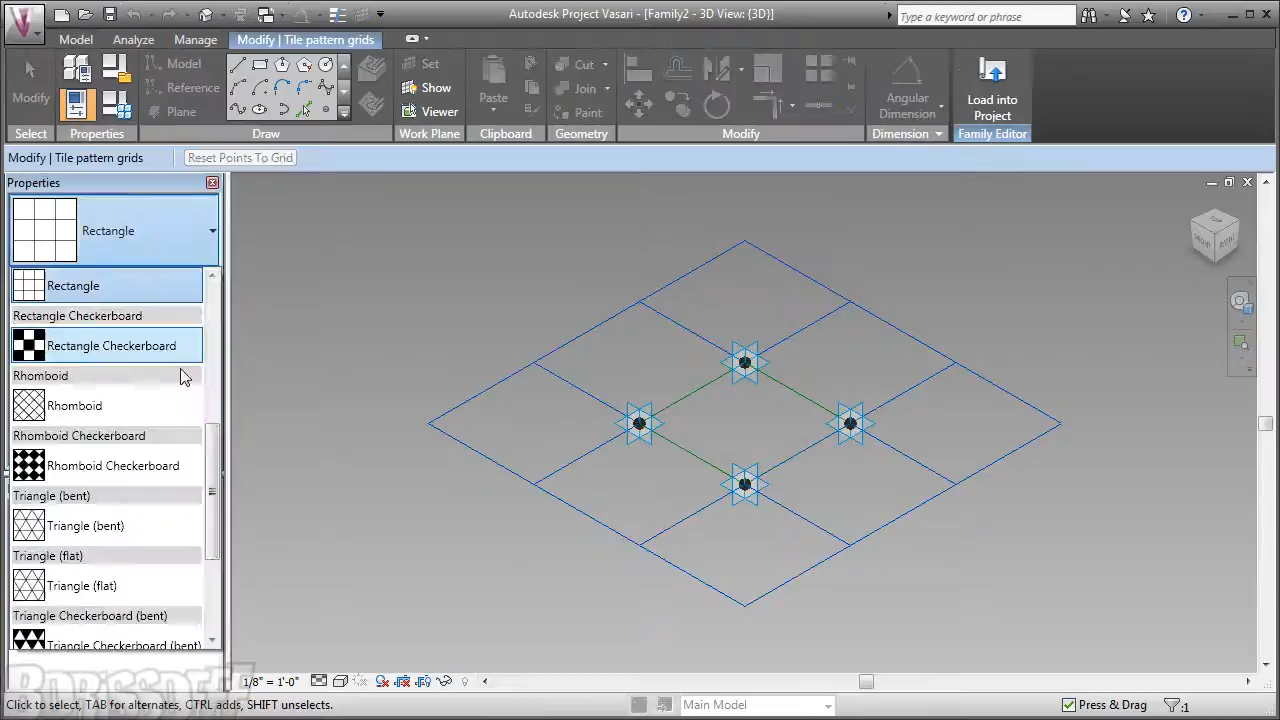 Autodesk Project Vasari - [Family2 - 3D View: {3D}]
Type a keyword or phrase
Model
Analyze
Manage
Modify | Tile pattern grids
Modify
Model
Reference
Plane
Set
Show
Viewer
Paste
Cut
Join
Paint
Angular
Dimension
Load into
Project
Select
Properties
Draw
Work Plane
Clipboard
Geometry
Modify
Dimension
Family Editor
Modify | Tile pattern grids
Reset Points To Grid
Properties
Rectangle
Rectangle
Rectangle Checkerboard
Rectangle Checkerboard
Rhomboid
Rhomboid
Rhomboid Checkerboard
Rhomboid Checkerboard
Triangle (bent)
Triangle (bent)
Triangle (flat)
Triangle (flat)
Triangle Checkerboard (bent)
Triangle Checkerboard (bent)
1/8" = 1'-0"
Click to select, TAB for alternates, CTRL adds, SHIFT unselects.
Main Model
Press & Drag
:1